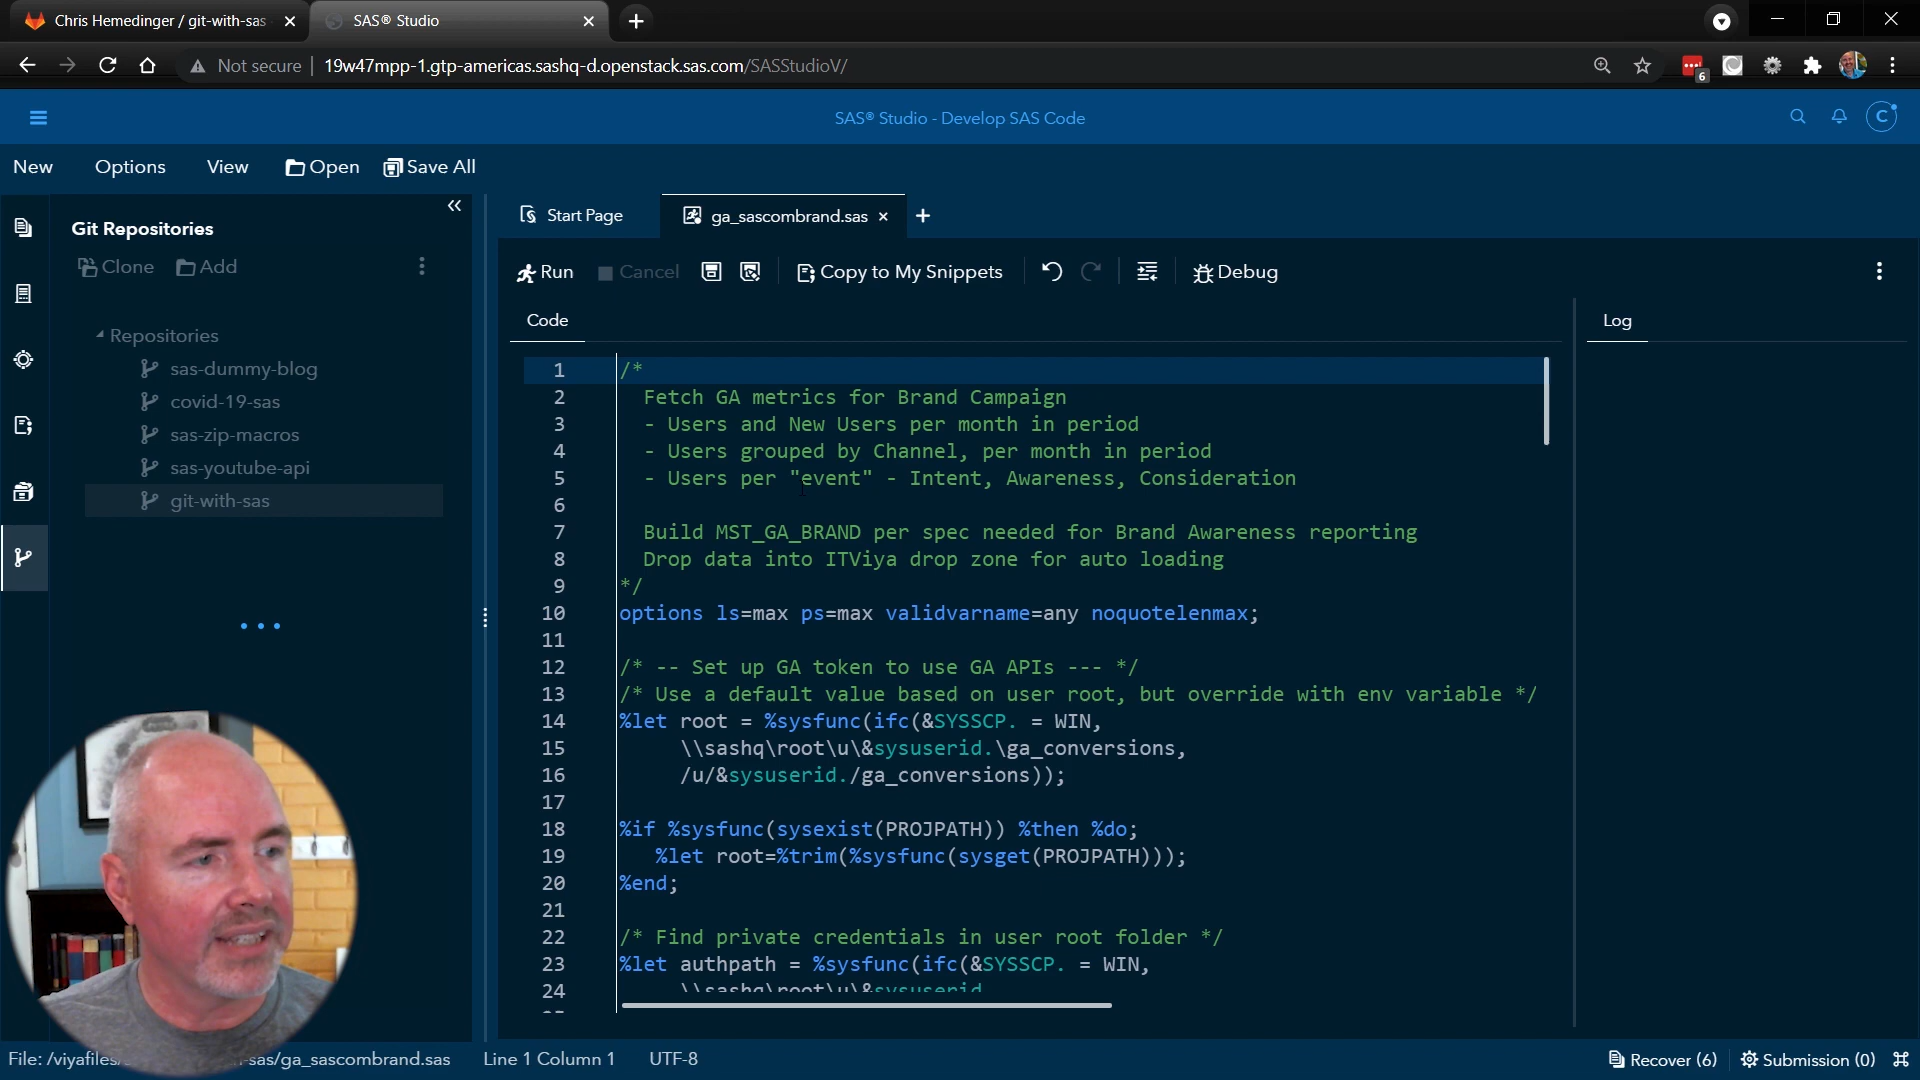 Chris Hemedinger / git-with-sas
SAS® Studio
Not secure
19w47mpp-1.gtp-americas.sashq-d.openstack.sas.com/SASStudioV/
6
SAS® Studio - Develop SAS Code
C
New
Options
View
Open
Save All
Git Repositories
Clone
Add
Repositories
sas-dummy-blog
covid-19-sas
sas-zip-macros
sas-youtube-api
git-with-sas
Start Page
ga_sascombrand.sas
Run
Cancel
Copy to My Snippets
Debug
Code
Log
1 /*
2 Fetch GA metrics for Brand Campaign
3 - Users and New Users per month in period
4 - Users grouped by Channel, per month in period
5 - Users per "event" - Intent, Awareness, Consideration
6
7 Build MST_GA_BRAND per spec needed for Brand Awareness reporting
8 Drop data into ITViya drop zone for auto loading
9 */
10 options ls=max ps=max validvarname=any noquotelenmax;
11
12 /* -- Set up GA token to use GA APIs --- */
13 /* Use a default value based on user root, but override with env variable */
14 %let root = %sysfunc(ifc(&SYSSCP. = WIN,
15 \\sashq\root\u\&sysuserid.\ga_conversions,
16 /u/&sysuserid./ga_conversions));
17
18 %if %sysfunc(sysexist(PROJPATH)) %then %do;
19 %let root=%trim(%sysfunc(sysget(PROJPATH)));
20 %end;
21
22 /* Find private credentials in user root folder */
23 %let authpath = %sysfunc(ifc(&SYSSCP. = WIN,
24 \\sashq\root\u\&sysuserid.
File: /viyafiles/ -sas/ga_sascombrand.sas
Line 1 Column 1
UTF-8
Recover (6)
Submission (0)